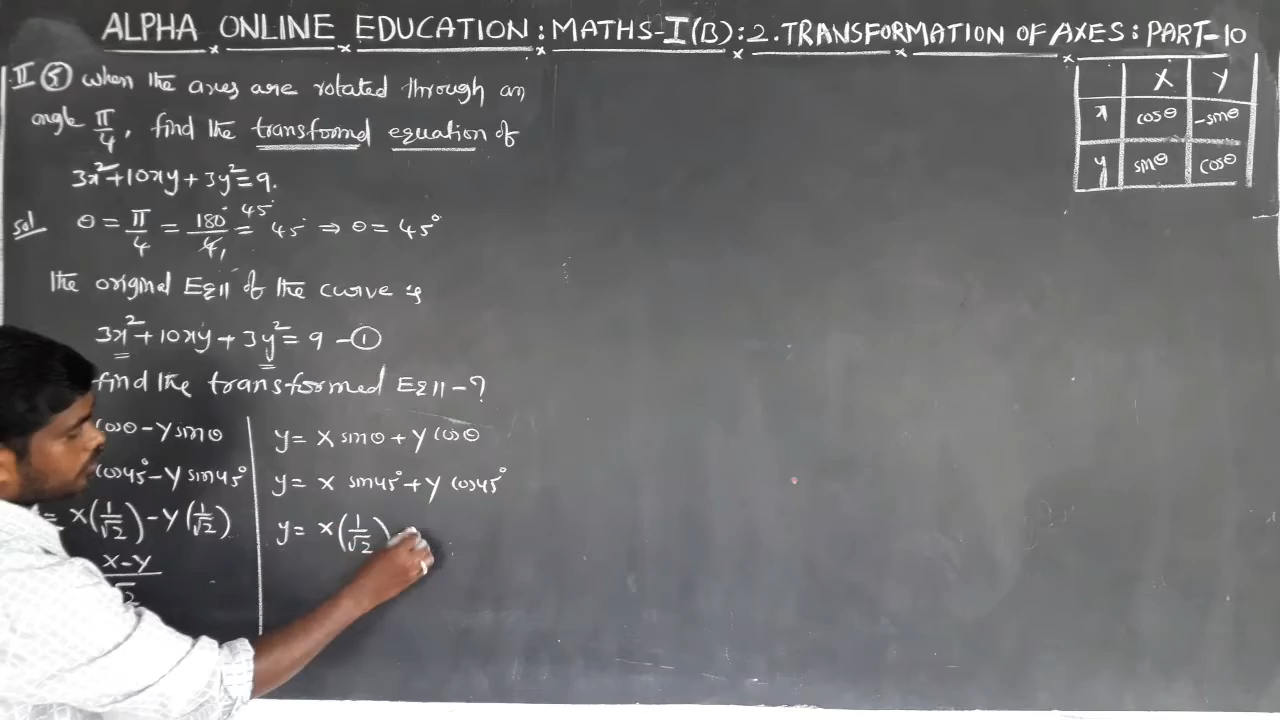 ALPHA ONLINE EDUCATION : MATHS-I(B) : 2. TRANSFORMATION OF AXES : PART-10
II ⑤ when the axes are rotated through an
angle π/4, find the transformed equation of
3x²+10xy+3y²=9.
Sol θ = π/4 = 180°/4 = 45° ⇒ θ = 45°
45°
1
The original Eqn of the curve is
3x²+10xy+3y²=9 -①
find the transformed Eqn-?
cosθ-Ysinθ
cos45°-Y sin45°
= X(1/√2)-Y(1/√2)
X-Y
2
y= X sinθ+Y cosθ
y= X sin45°+Y cos45°
y= X(1/√2)
X Y
x cosθ -sinθ
y sinθ cosθ